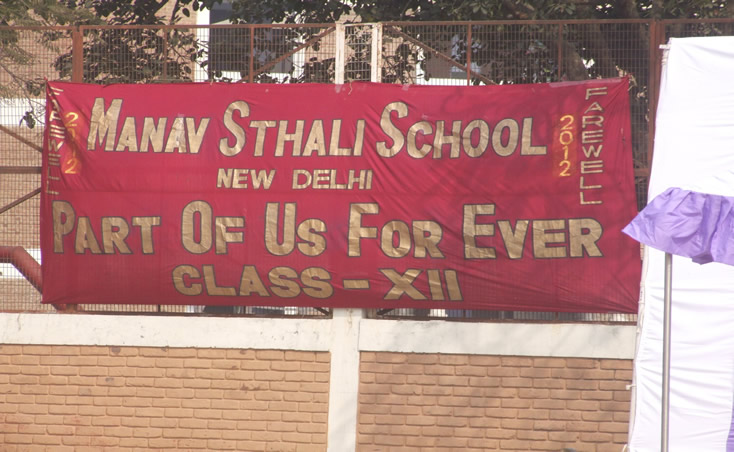 FAREWELL
2012
MANAV STHALI SCHOOL
NEW DELHI
PART OF US FOR EVER
CLASS - XII
2012
FAREWELL